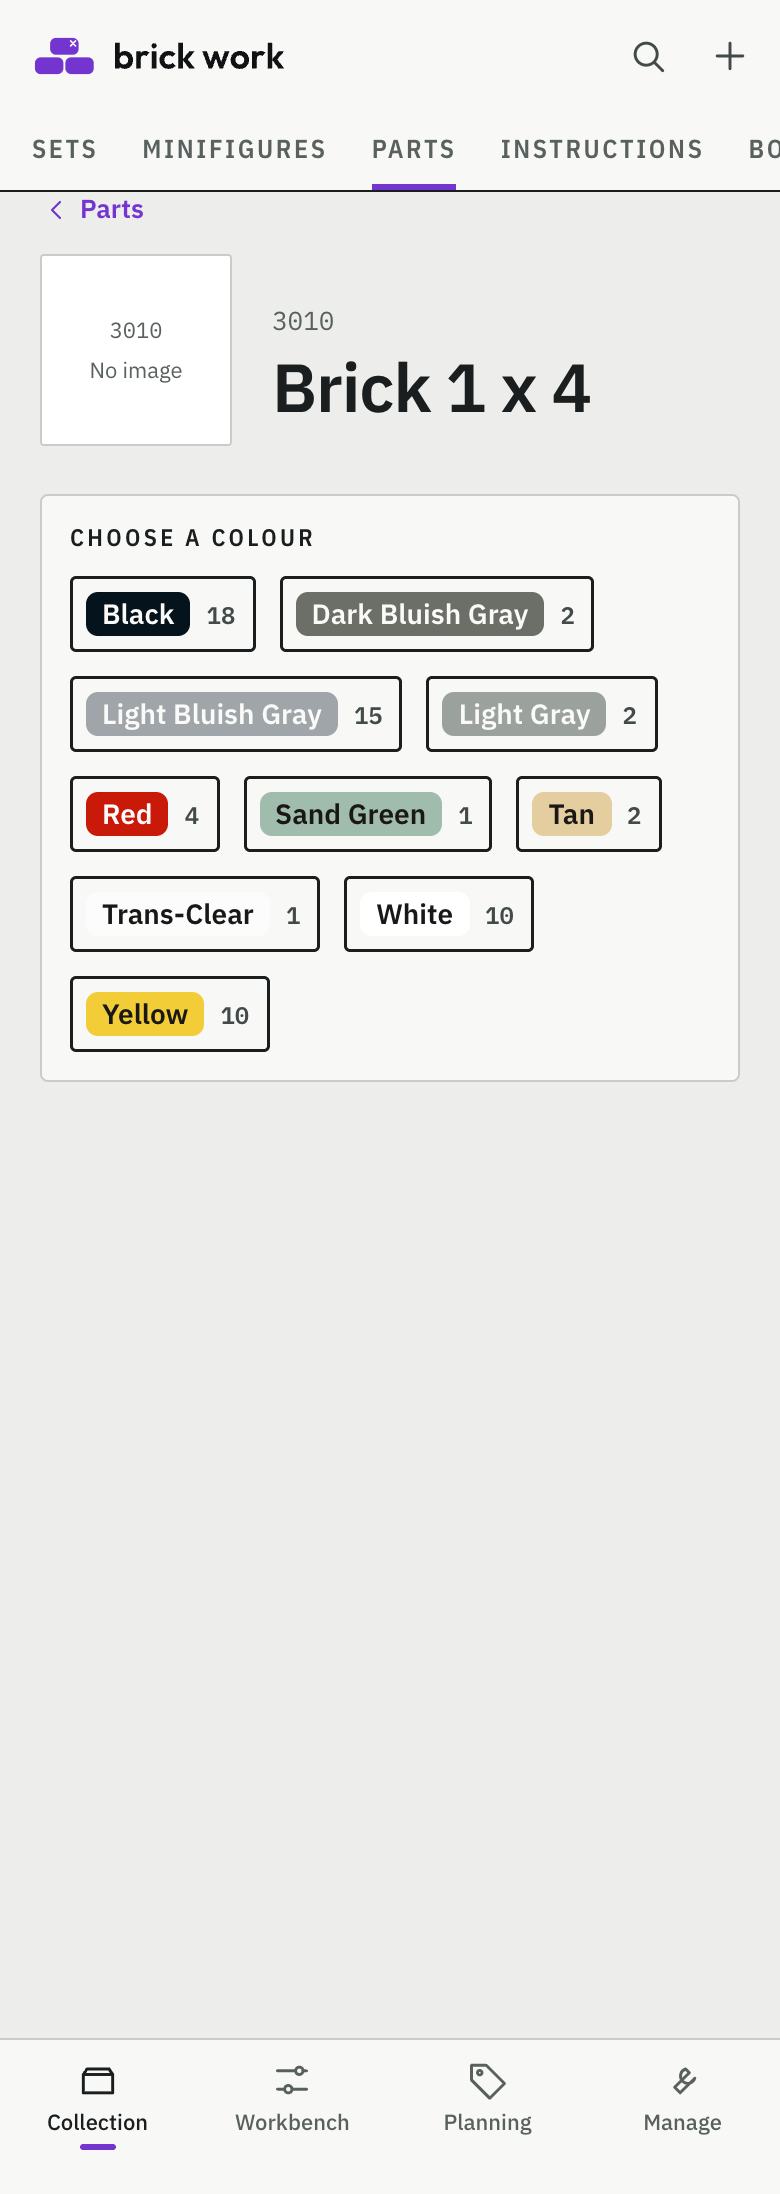 brick work
SETS MINIFIGURES PARTS INSTRUCTIONS BO
Parts
3010
No image
3010
Brick 1 x 4
CHOOSE A COLOUR
Black 18 Dark Bluish Gray 2
Light Bluish Gray 15 Light Gray 2
Red 4 Sand Green 1 Tan 2
Trans-Clear 1 White 10
Yellow 10
Collection Workbench Planning Manage